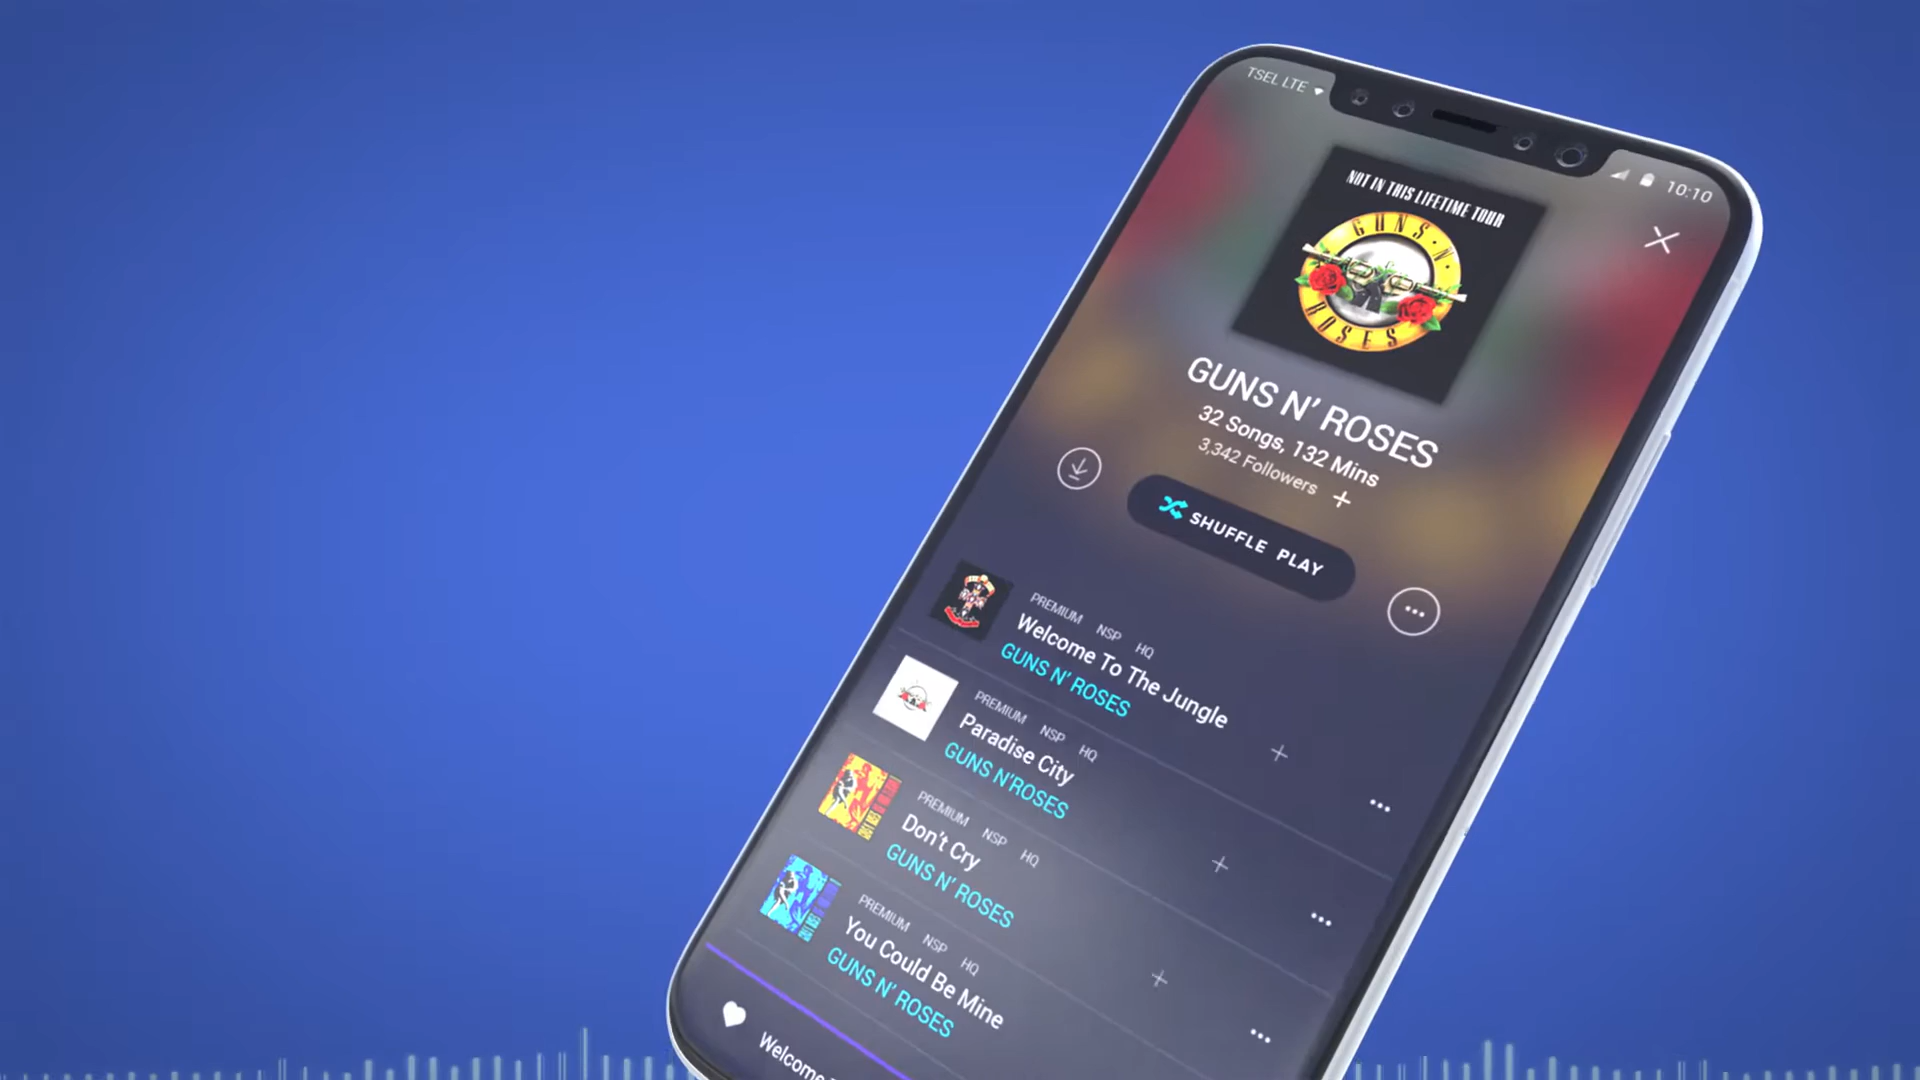 TSEL LTE
10:10
NOT IN THIS LIFETIME TOUR
GUNS N'
ROSES
GUNS N' ROSES
32 Songs, 132 Mins
3,342 Followers +
SHUFFLE PLAY
PREMIUM NSP HQ
Welcome To The Jungle
GUNS N' ROSES
PREMIUM NSP HQ
Paradise City
GUNS N'ROSES
PREMIUM NSP HQ
Don't Cry
GUNS N' ROSES
PREMIUM NSP HQ
You Could Be Mine
GUNS N' ROSES
Welcome